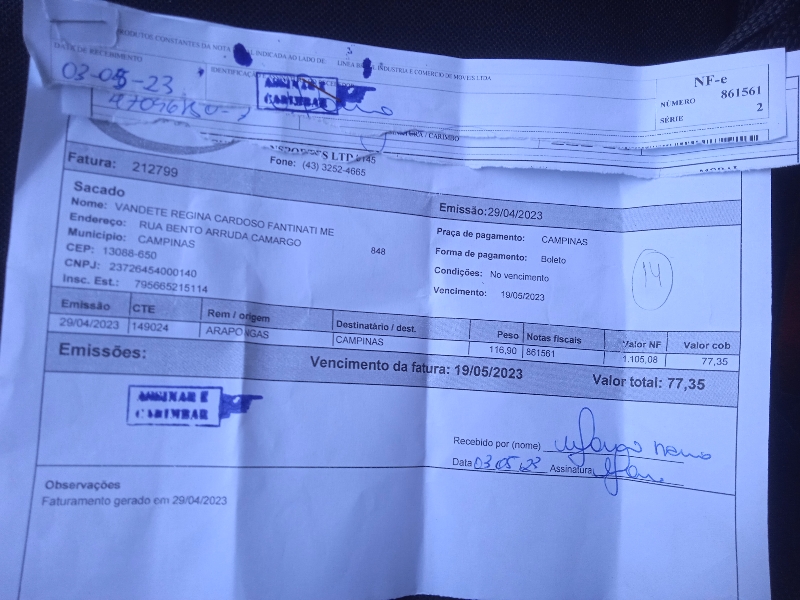 PRODUTOS CONSTANTES DA NOTA INDICADA AO LADO DE LINEA INDÚSTRIA E COMERCIO DE MOVEIS LTDA
DATA DE RECEBIMENTO
03-05-23
ASSINAR E
CARIMBAR
NF-e
NÚMERO 861561
SÉRIE 2
LTD
Fone: (43) 3252-4665
Fatura: 212799
Sacado
Nome: VANDETE REGINA CARDOSO FANTINATI ME
Endereço: RUA BENTO ARRUDA CAMARGO 848
Município: CAMPINAS
CEP: 13088-650
CNPJ: 23726454000140
Insc. Est.: 795665215114
Emissão:29/04/2023
Praça de pagamento: CAMPINAS
Forma de pagamento: Boleto
Condições: No vencimento
Vencimento: 19/05/2023
14
Emissão CTE Rem / origem Destinatário / dest. Peso Notas fiscais Valor NF Valor cob
29/04/2023 149024 ARAPONGAS CAMPINAS 116,90 861561 1.105,08 77,35
Emissões: Vencimento da fatura: 19/05/2023 Valor total: 77,35
ASSINAR E
CARIMBAR
Recebido por (nome)
Data 03 05 23 Assinatura
Observações
Faturamento gerado em 29/04/2023